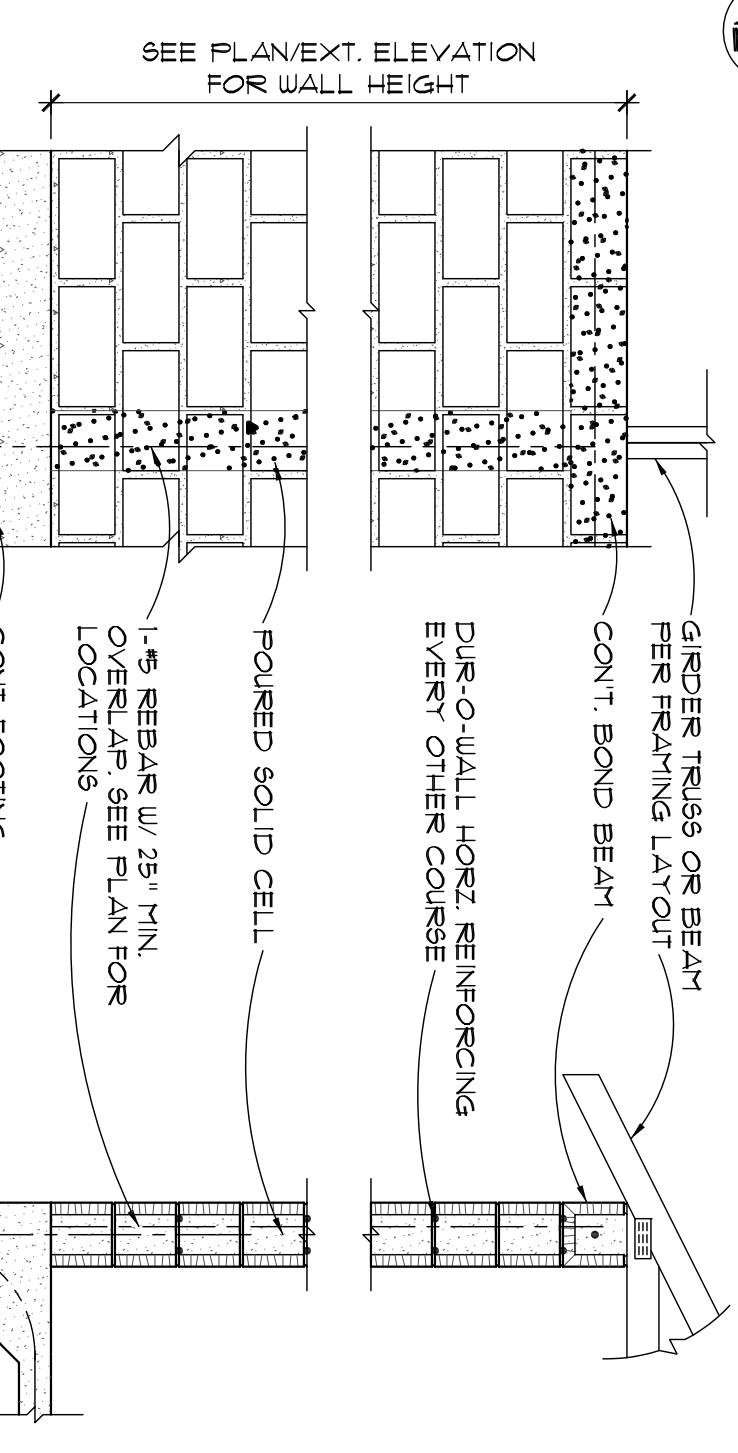 SEE PLAN/EXT. ELEVATION
FOR WALL HEIGHT
GIRDER TRUSS OR BEAM
PER FRAMING LAYOUT
CON'T. BOND BEAM
DUR-O-WALL HORZ. REINFORCING
EVERY OTHER COURSE
POURED SOLID CELL
1-#5 REBAR W/ 25" MIN.
OVERLAP. SEE PLAN FOR
LOCATIONS